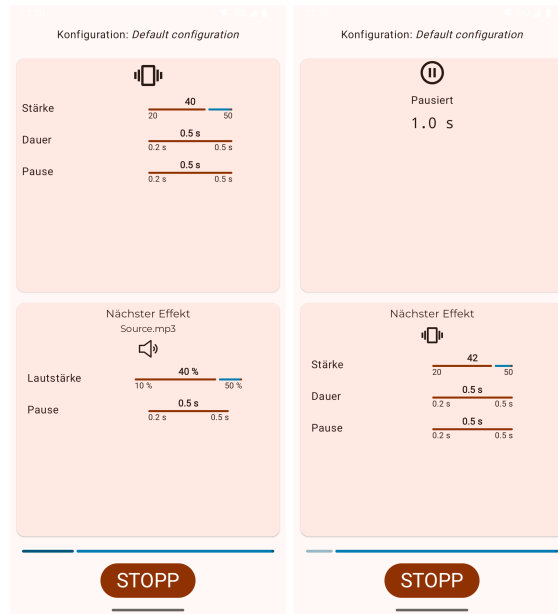 Konfiguration: Default configuration
Stärke
40
20 50
Dauer
0.5 s
0.2 s 0.5 s
Pause
0.5 s
0.2 s 0.5 s
Nächster Effekt
Source.mp3
Lautstärke
40 %
10 % 50 %
Pause
0.5 s
0.2 s 0.5 s
STOPP
Konfiguration: Default configuration
Pausiert
1.0 s
Nächster Effekt
Stärke
42
20 50
Dauer
0.5 s
0.2 s 0.5 s
Pause
0.5 s
0.2 s 0.5 s
STOPP